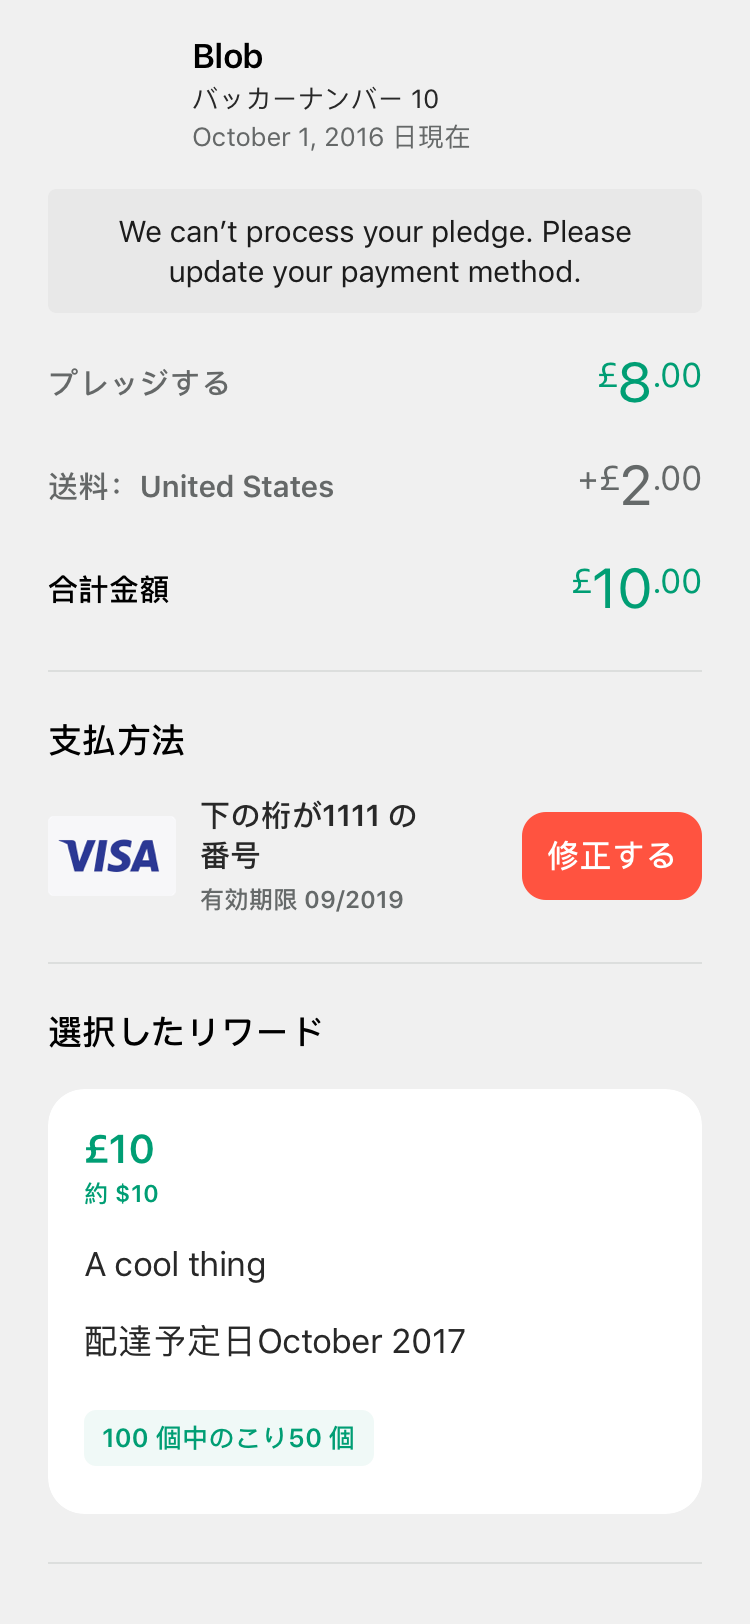 Blob
バッカーナンバー 10
October 1, 2016 日現在
We can’t process your pledge. Please
update your payment method.
プレッジする £8.00
送料： United States +£2.00
合計金額 £10.00
支払方法
VISA
下の桁が1111 の
番号
有効期限 09/2019
修正する
選択したリワード
£10
約 $10
A cool thing
配達予定日October 2017
100 個中のこり50 個